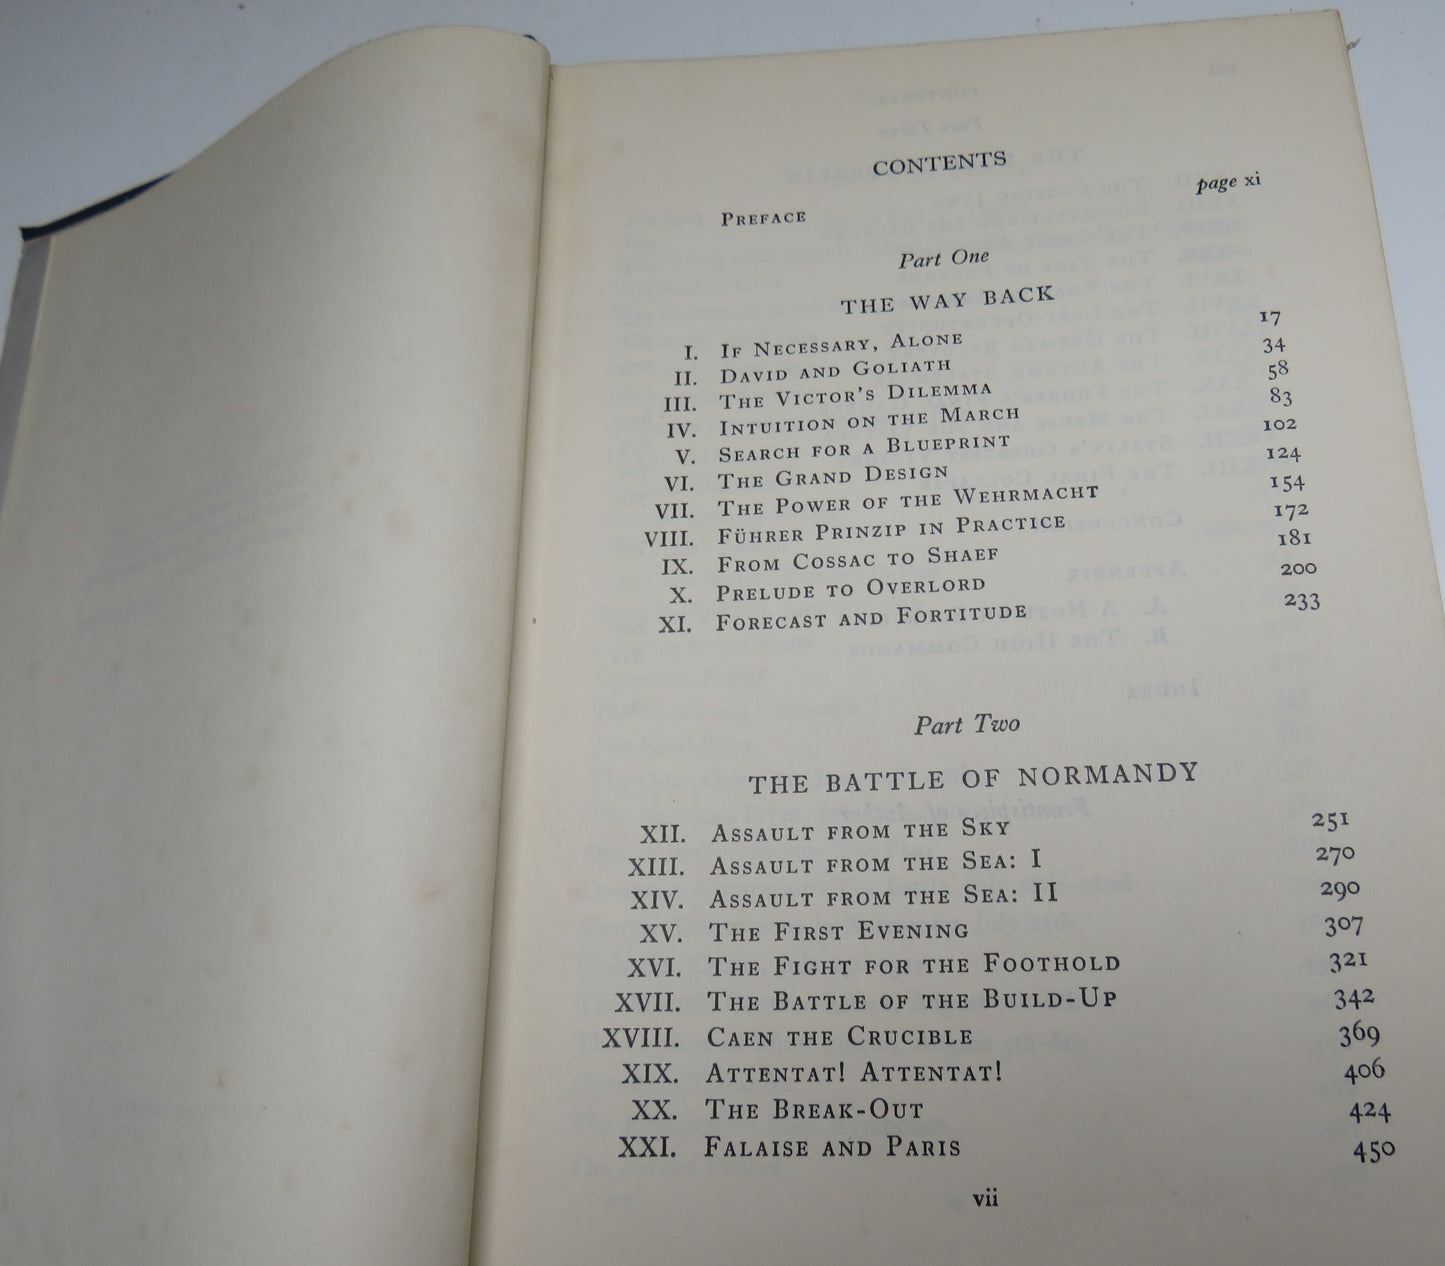 CONTENTS
PREFACE page xi
Part One
THE WAY BACK
I. IF NECESSARY, ALONE 17
II. DAVID AND GOLIATH 34
III. THE VICTOR'S DILEMMA 58
IV. INTUITION ON THE MARCH 83
V. SEARCH FOR A BLUEPRINT 102
VI. THE GRAND DESIGN 124
VII. THE POWER OF THE WEHRMACHT 154
VIII. FÜHRER PRINZIP IN PRACTICE 172
IX. FROM COSSAC TO SHAEF 181
X. PRELUDE TO OVERLORD 200
XI. FORECAST AND FORTITUDE 233
Part Two
THE BATTLE OF NORMANDY
XII. ASSAULT FROM THE SKY 251
XIII. ASSAULT FROM THE SEA: I 270
XIV. ASSAULT FROM THE SEA: II 290
XV. THE FIRST EVENING 307
XVI. THE FIGHT FOR THE FOOTHOLD 321
XVII. THE BATTLE OF THE BUILD-UP 342
XVIII. CAEN THE CRUCIBLE 369
XIX. ATTENTAT! ATTENTAT! 406
XX. THE BREAK-OUT 424
XXI. FALAISE AND PARIS 450
vii